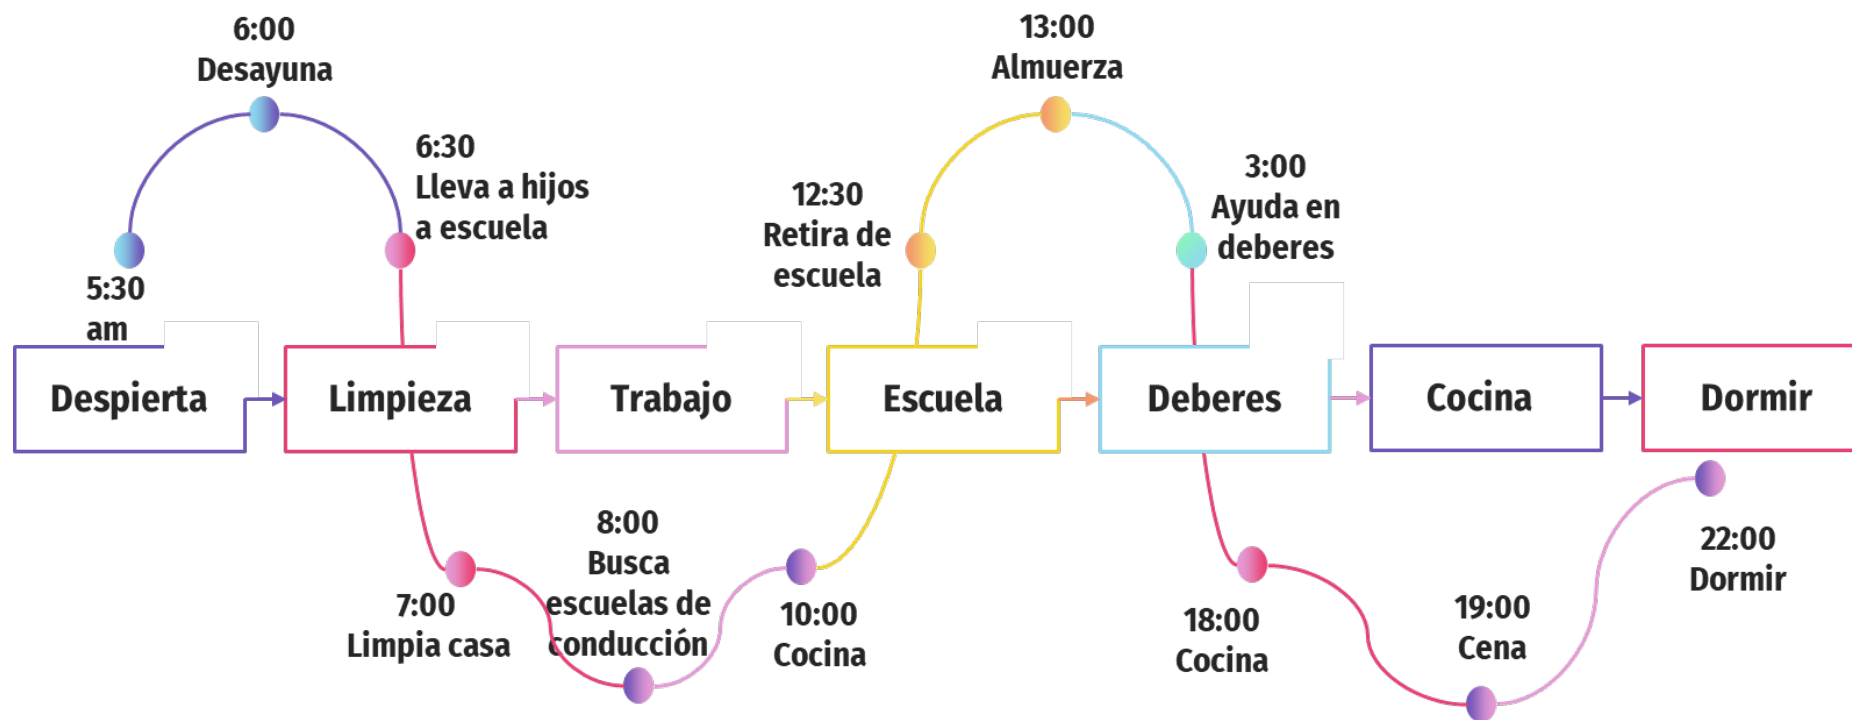 6:00
Desayuna
13:00
Almuerza
6:30
Lleva a hijos
a escuela
3:00
Ayuda en
deberes
12:30
Retira de
escuela
5:30
am
Despierta
Limpieza
Trabajo
Escuela
Deberes
Cocina
Dormir
8:00
Busca
escuelas de
conducción
7:00
Limpia casa
10:00
Cocina
18:00
Cocina
19:00
Cena
22:00
Dormir